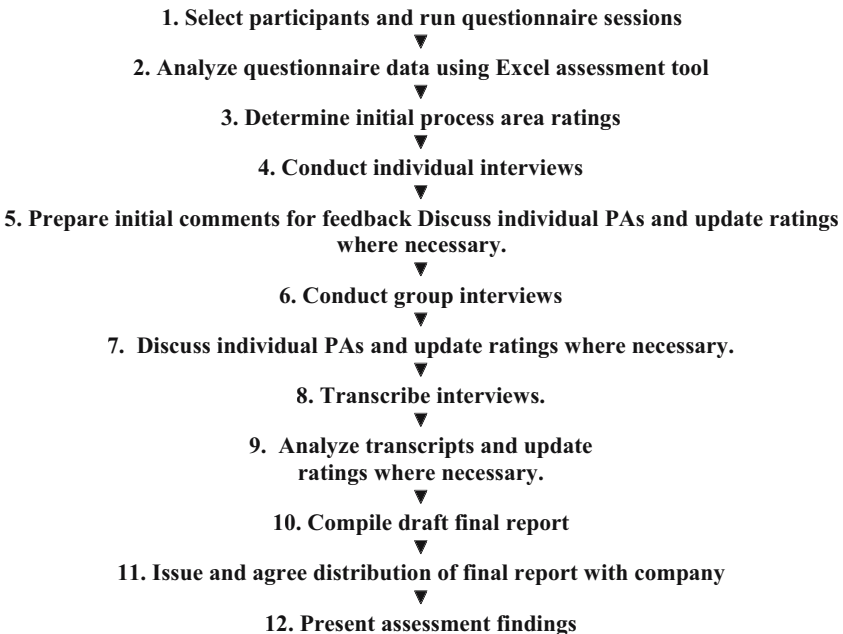 1. Select participants and run questionnaire sessions
2. Analyze questionnaire data using Excel assessment tool
3. Determine initial process area ratings
4. Conduct individual interviews
5. Prepare initial comments for feedback Discuss individual PAs and update ratings
where necessary.
6. Conduct group interviews
7. Discuss individual PAs and update ratings where necessary.
8. Transcribe interviews.
9. Analyze transcripts and update
ratings where necessary.
10. Compile draft final report
11. Issue and agree distribution of final report with company
12. Present assessment findings